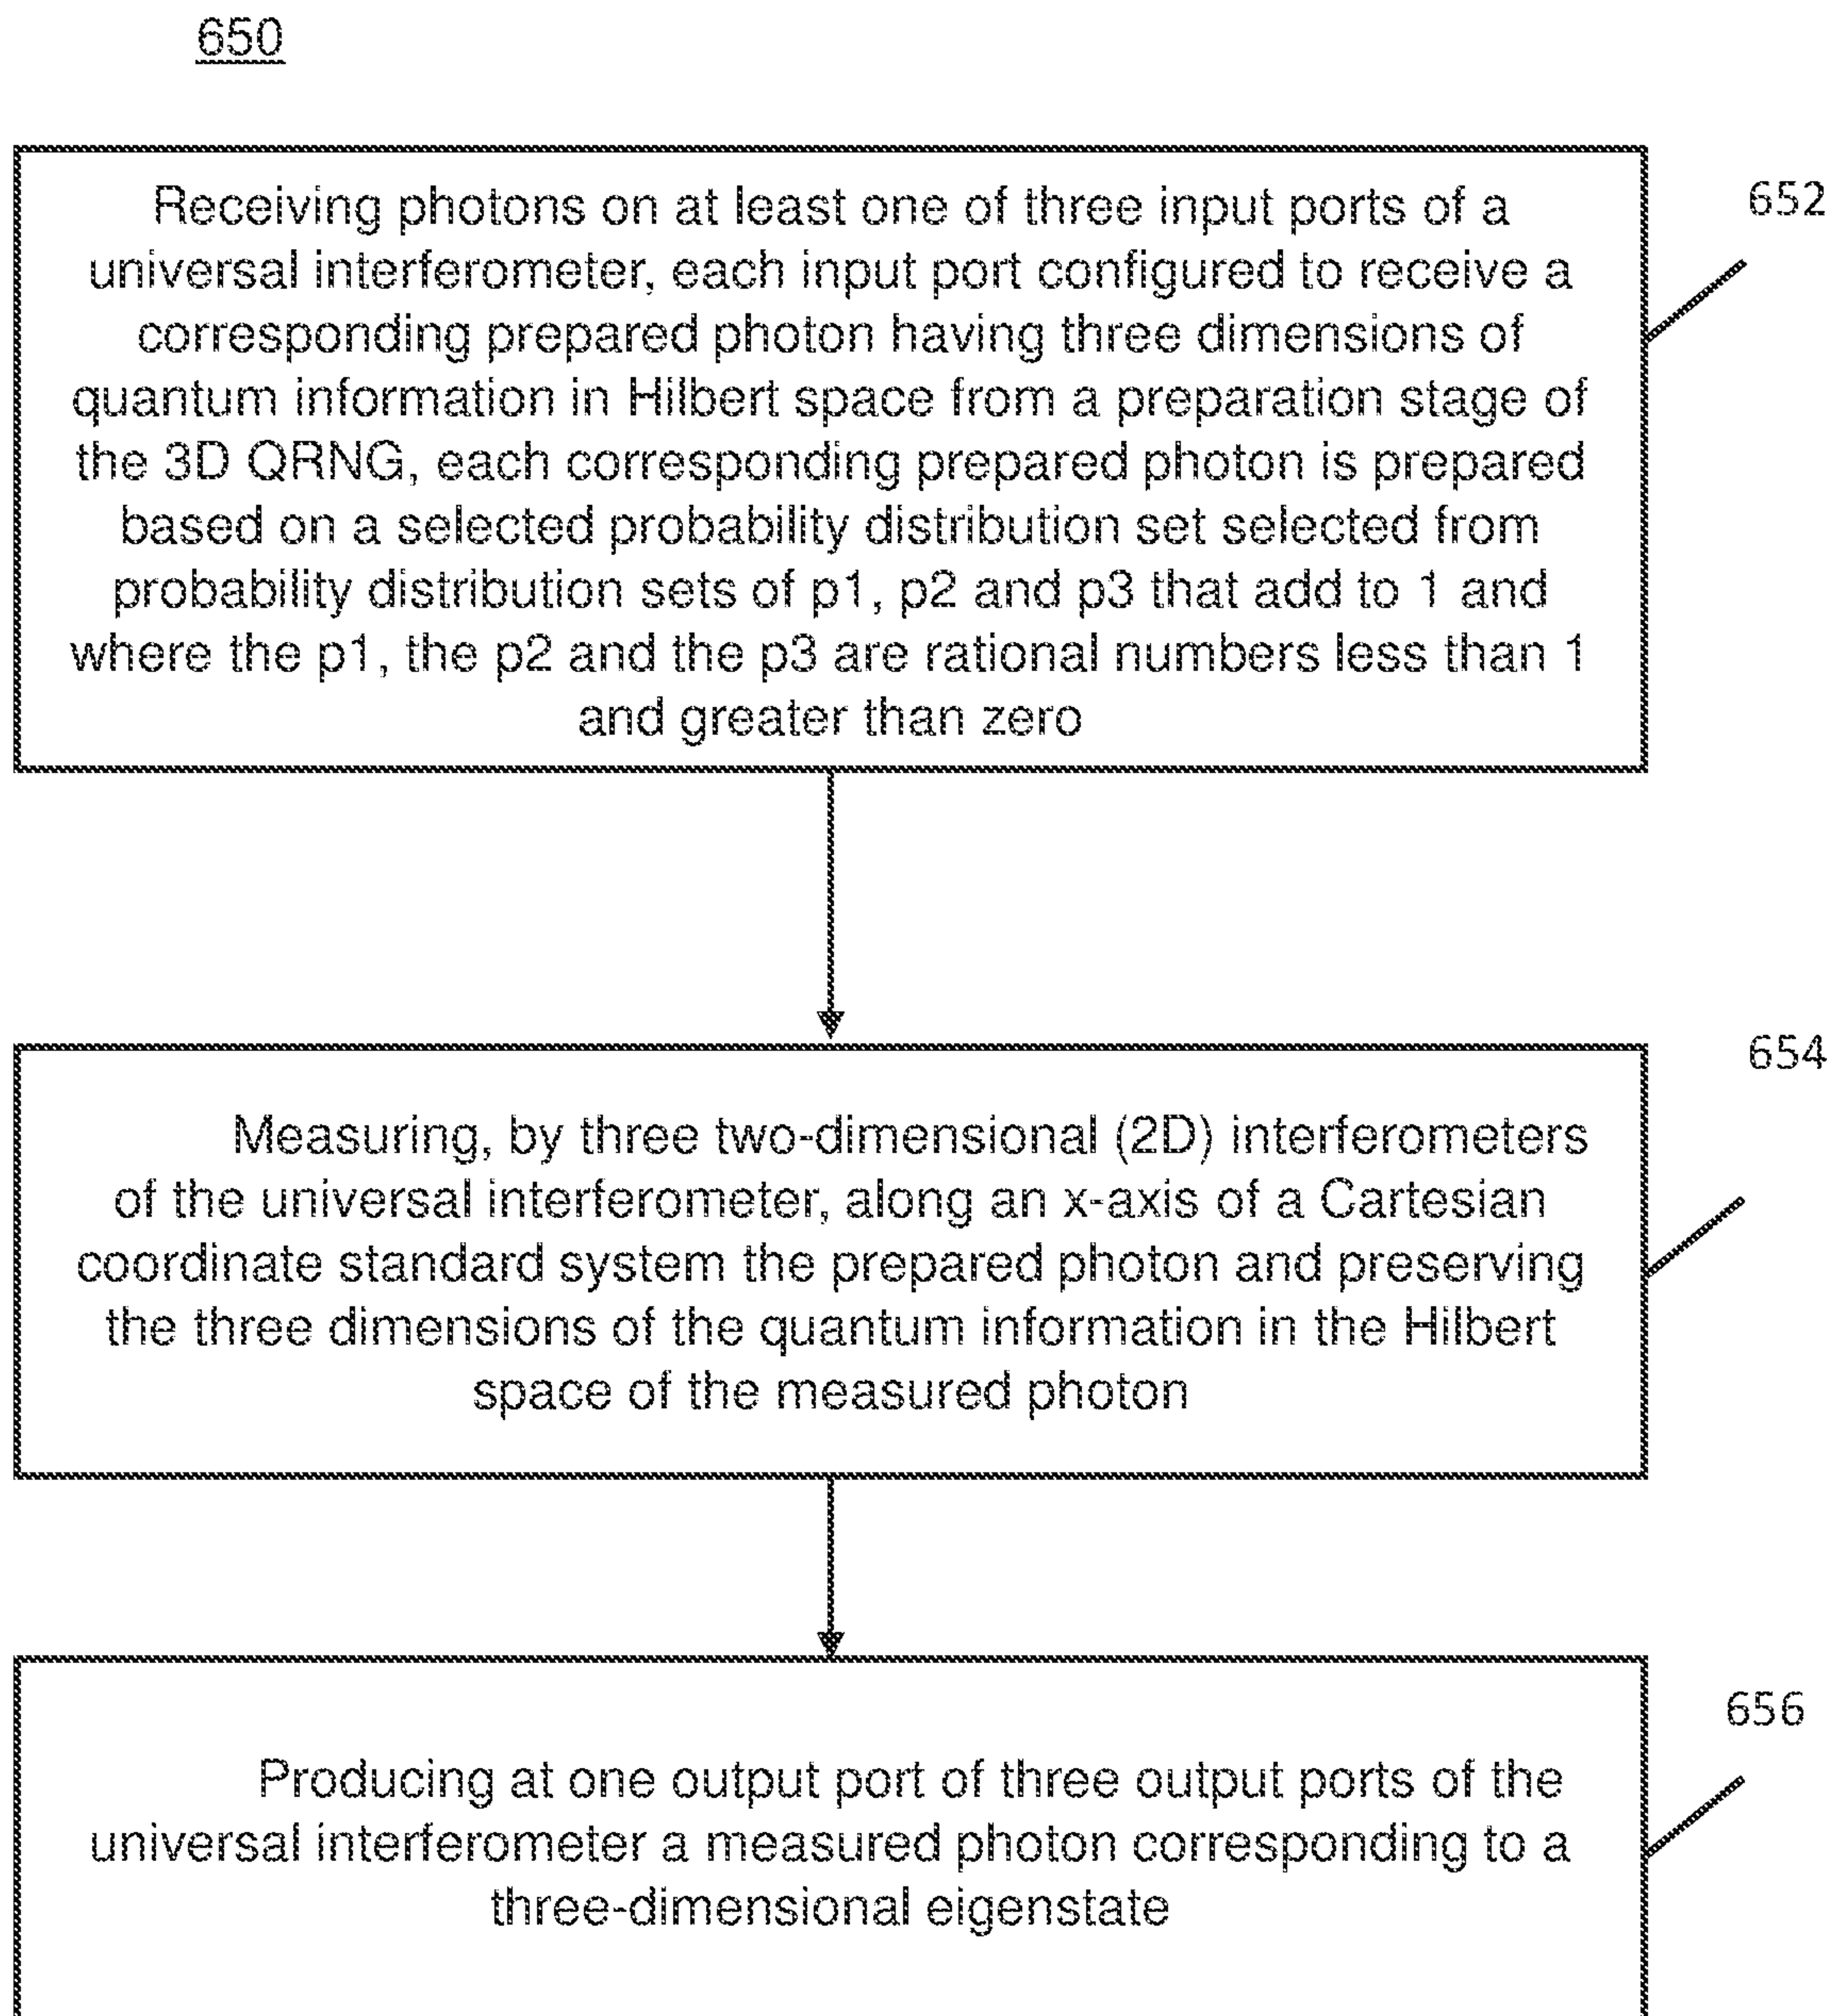 650
Receiving photons on at least one of three input ports of a
universal interferometer, each input port configured to receive a
corresponding prepared photon having three dimensions of
quantum information in Hilbert space from a preparation stage of
the 3D QRNG, each corresponding prepared photon is prepared
based on a selected probability distribution set selected from
probability distribution sets of p1, p2 and p3 that add to 1 and
where the p1, the p2 and the p3 are rational numbers less than 1
and greater than zero
652
Measuring, by three two-dimensional (2D) interferometers
of the universal interferometer, along an x-axis of a Cartesian
coordinate standard system the prepared photon and preserving
the three dimensions of the quantum information in the Hilbert
space of the measured photon
654
Producing at one output port of three output ports of the
universal interferometer a measured photon corresponding to a
three-dimensional eigenstate
656